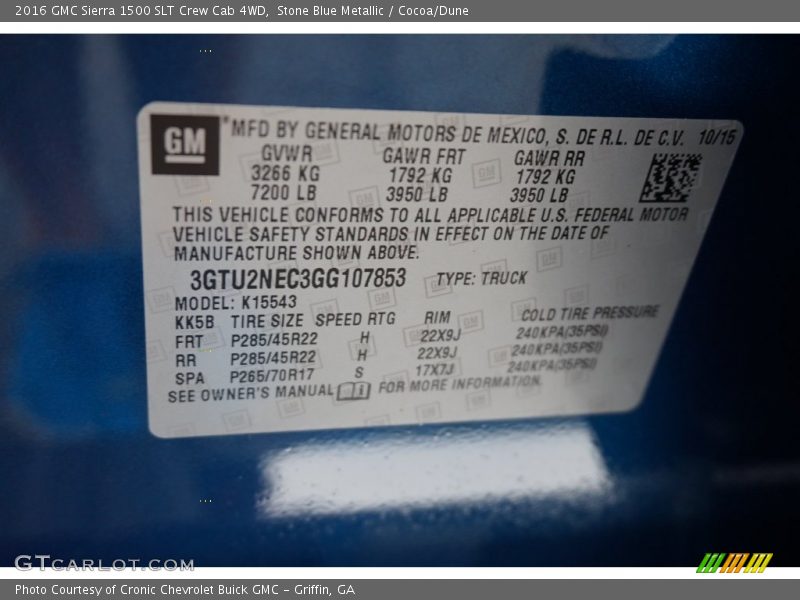 2016 GMC Sierra 1500 SLT Crew Cab 4WD, Stone Blue Metallic / Cocoa/Dune
GM
*MFD BY GENERAL MOTORS DE MEXICO, S. DE R.L. DE C.V. 10/15
GVWR GAWR FRT GAWR RR
3266 KG 1792 KG 1792 KG
7200 LB 3950 LB 3950 LB
THIS VEHICLE CONFORMS TO ALL APPLICABLE U.S. FEDERAL MOTOR
VEHICLE SAFETY STANDARDS IN EFFECT ON THE DATE OF
MANUFACTURE SHOWN ABOVE.
3GTU2NEC3GG107853 TYPE: TRUCK
MODEL: K15543
KK5B TIRE SIZE SPEED RTG RIM COLD TIRE PRESSURE
FRT P285/45R22 H 22X9J 240KPA(35PSI)
RR P285/45R22 H 22X9J 240KPA(35PSI)
SPA P265/70R17 S 17X7J 240KPA(35PSI)
SEE OWNER'S MANUAL FOR MORE INFORMATION.
GTCARLOT.COM
Photo Courtesy of Cronic Chevrolet Buick GMC - Griffin, GA